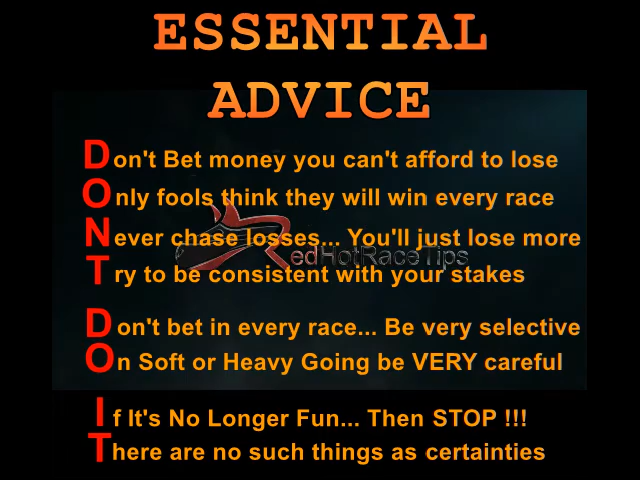 ESSENTIAL
ADVICE
Don't Bet money you can't afford to lose
Only fools think they will win every race
Never chase losses... You'll just lose more
RedHotRaceTips
Try to be consistent with your stakes
Don't bet in every race... Be very selective
On Soft or Heavy Going be VERY careful
If It's No Longer Fun... Then STOP !!!
There are no such things as certainties